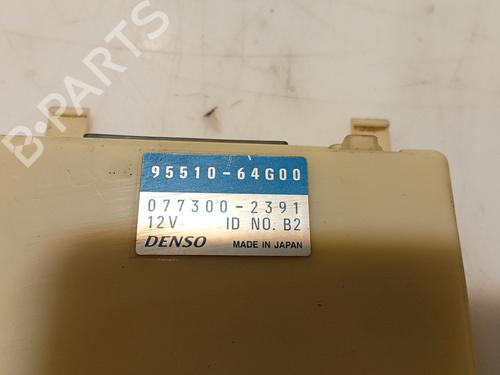 B-PARTS
95510-64G00
077300-2391
12V ID NO. B2
DENSO MADE IN JAPAN